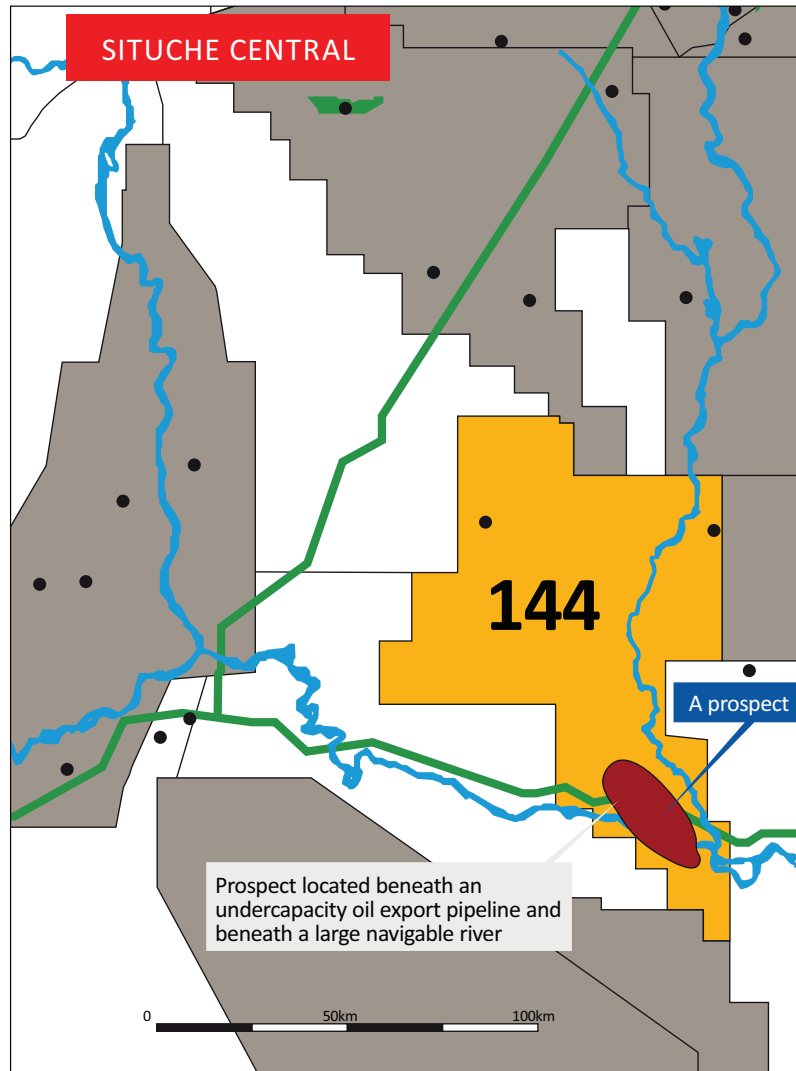 SITUCHE CENTRAL
144
A prospect
Prospect located beneath an
undercapacity oil export pipeline and
beneath a large navigable river
0 50km 100km